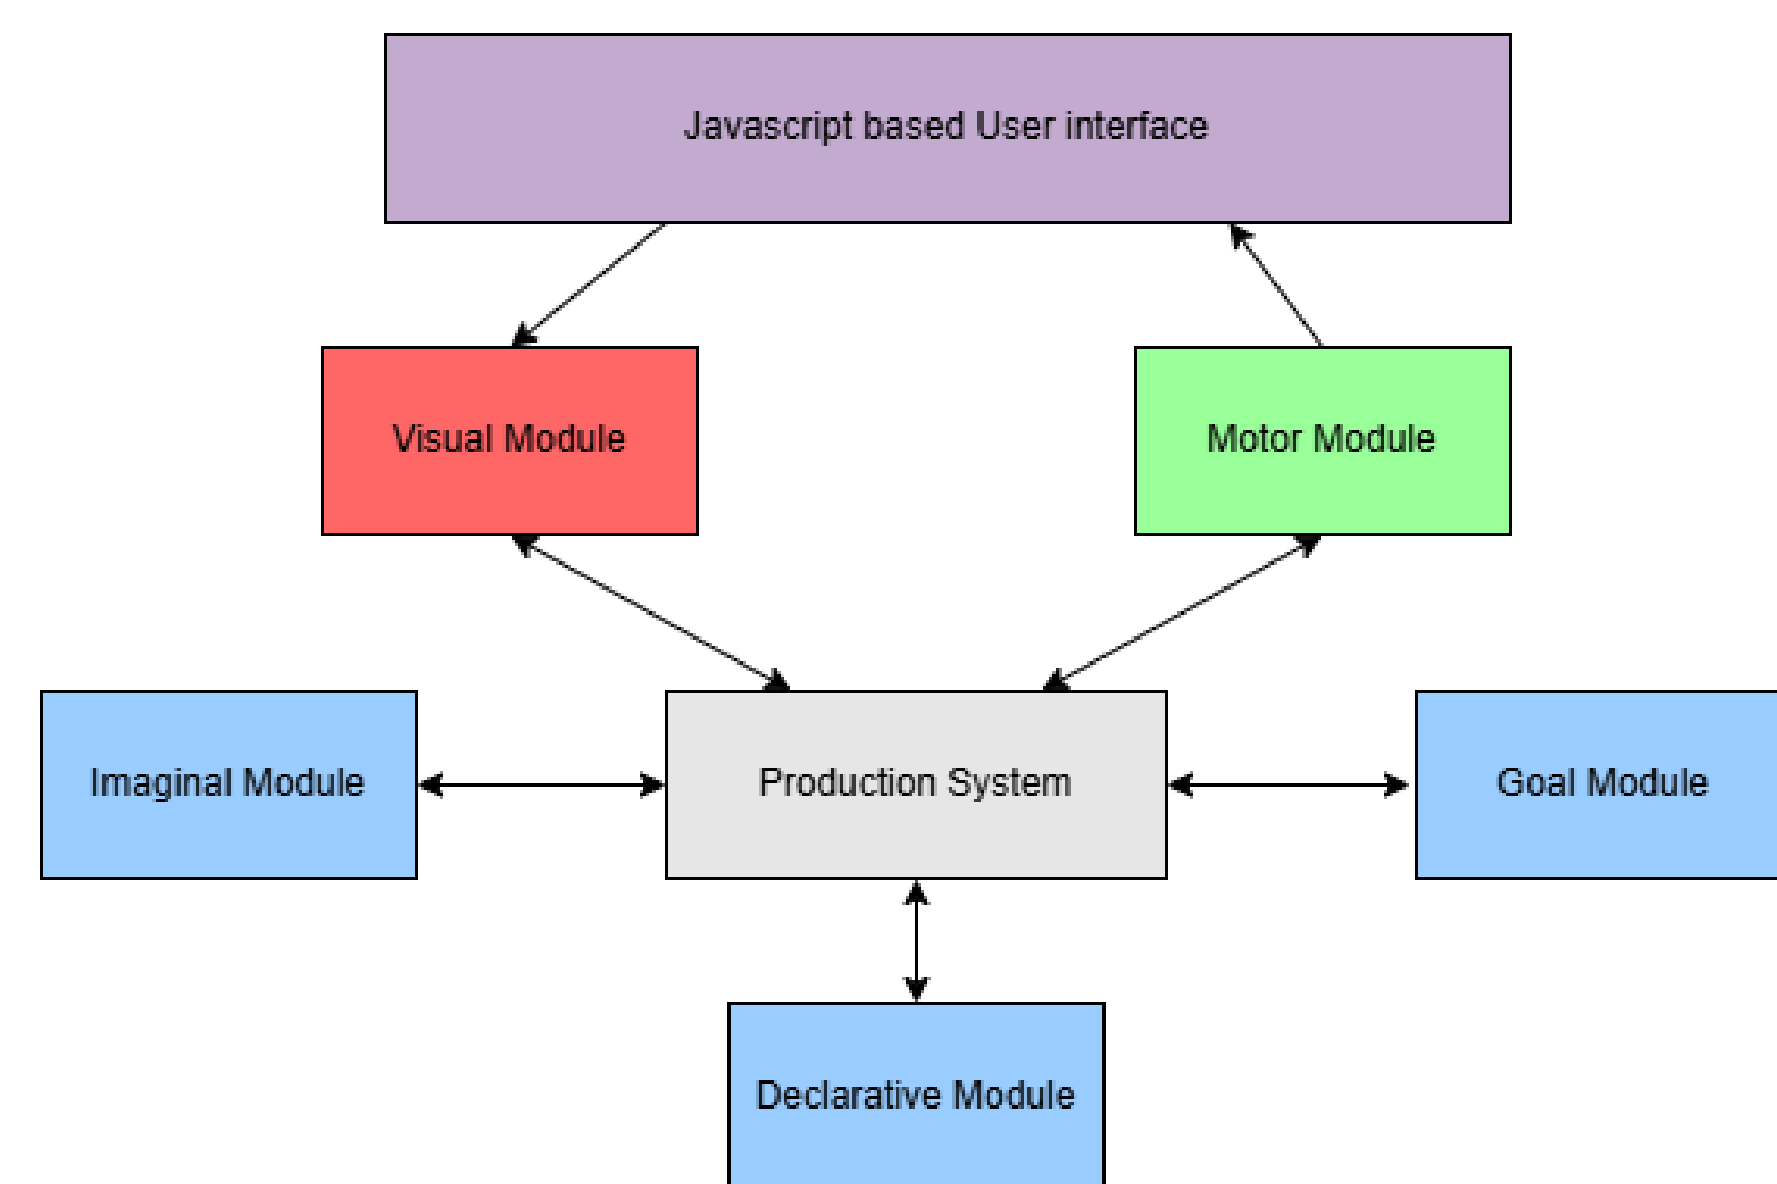 Javascript based User interface
Visual Module
Motor Module
Imaginal Module
Production System
Goal Module
Declarative Module